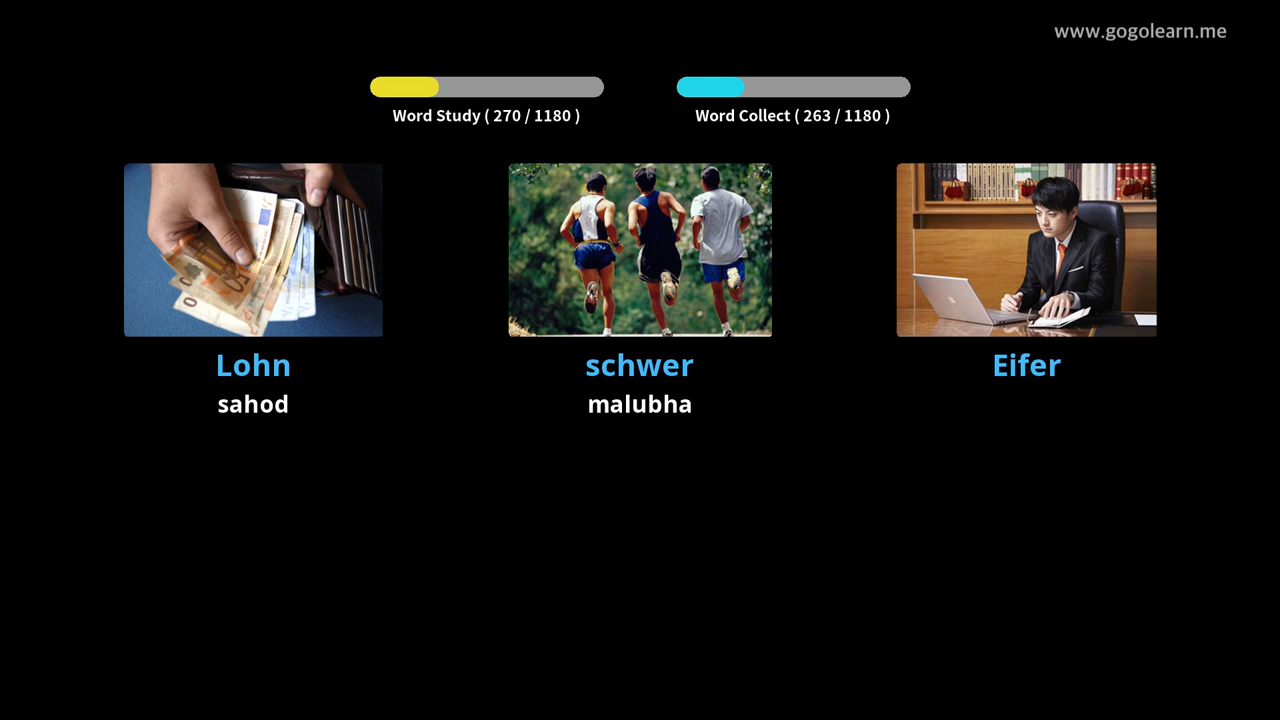 www.gogolearn.me
Word Study ( 270 / 1180 )
Word Collect ( 263 / 1180 )
Lohn
schwer
Eifer
sahod
malubha